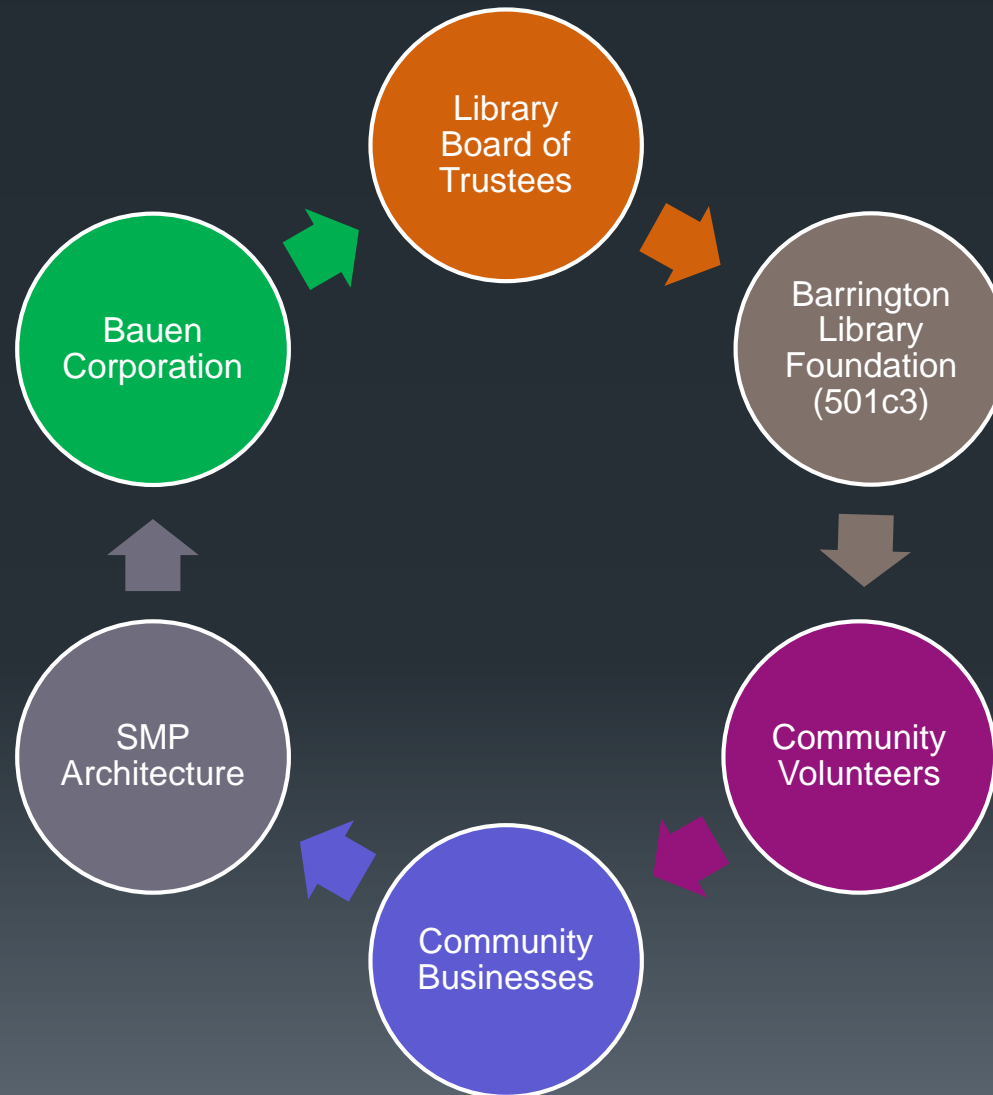 Library
Board of
Trustees
Barrington
Library
Foundation
(501c3)
Community
Volunteers
Community
Businesses
SMP
Architecture
Bauen
Corporation